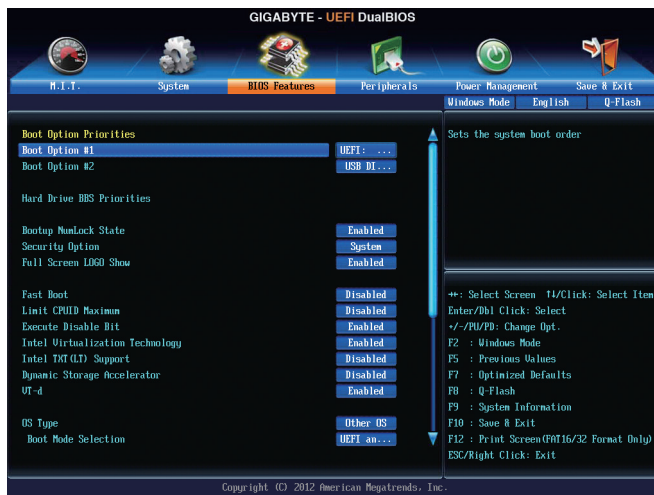 GIGABYTE - UEFI DualBIOS
M.I.T. System BIOS Features Peripherals Power Management Save & Exit
Windows Mode English Q-Flash
Boot Option Priorities
Boot Option #1 UEFI: ...
Boot Option #2 USB DI...
Hard Drive BBS Priorities
Bootup NumLock State Enabled
Security Option System
Full Screen LOGO Show Enabled
Fast Boot Disabled
Limit CPUID Maximum Disabled
Execute Disable Bit Enabled
Intel Virtualization Technology Enabled
Intel TXT(LT) Support Disabled
Dynamic Storage Accelerator Disabled
VT-d Enabled
OS Type Other OS
Boot Mode Selection UEFI an...
Sets the system boot order
→←: Select Screen ↑↓/Click: Select Item
Enter/Dbl Click: Select
+/-/PU/PD: Change Opt.
F2 : Windows Mode
F5 : Previous Values
F7 : Optimized Defaults
F8 : Q-Flash
F9 : System Information
F10 : Save & Exit
F12 : Print Screen(FAT16/32 Format Only)
ESC/Right Click: Exit
Copyright (C) 2012 American Megatrends, Inc.